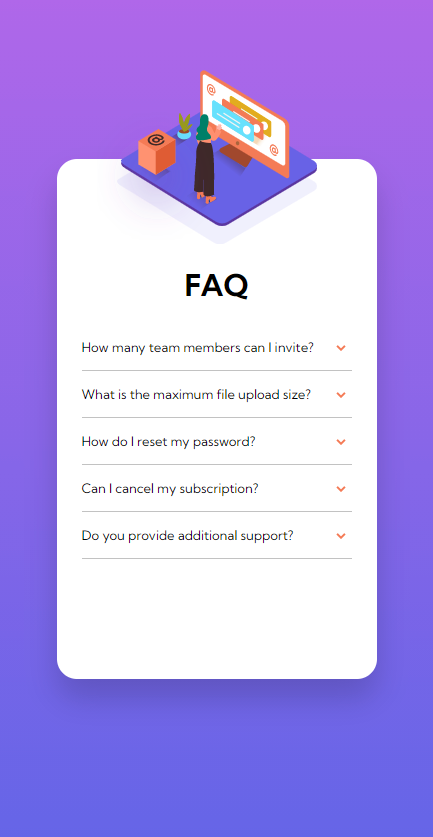 FAQ
How many team members can I invite?
What is the maximum file upload size?
How do I reset my password?
Can I cancel my subscription?
Do you provide additional support?